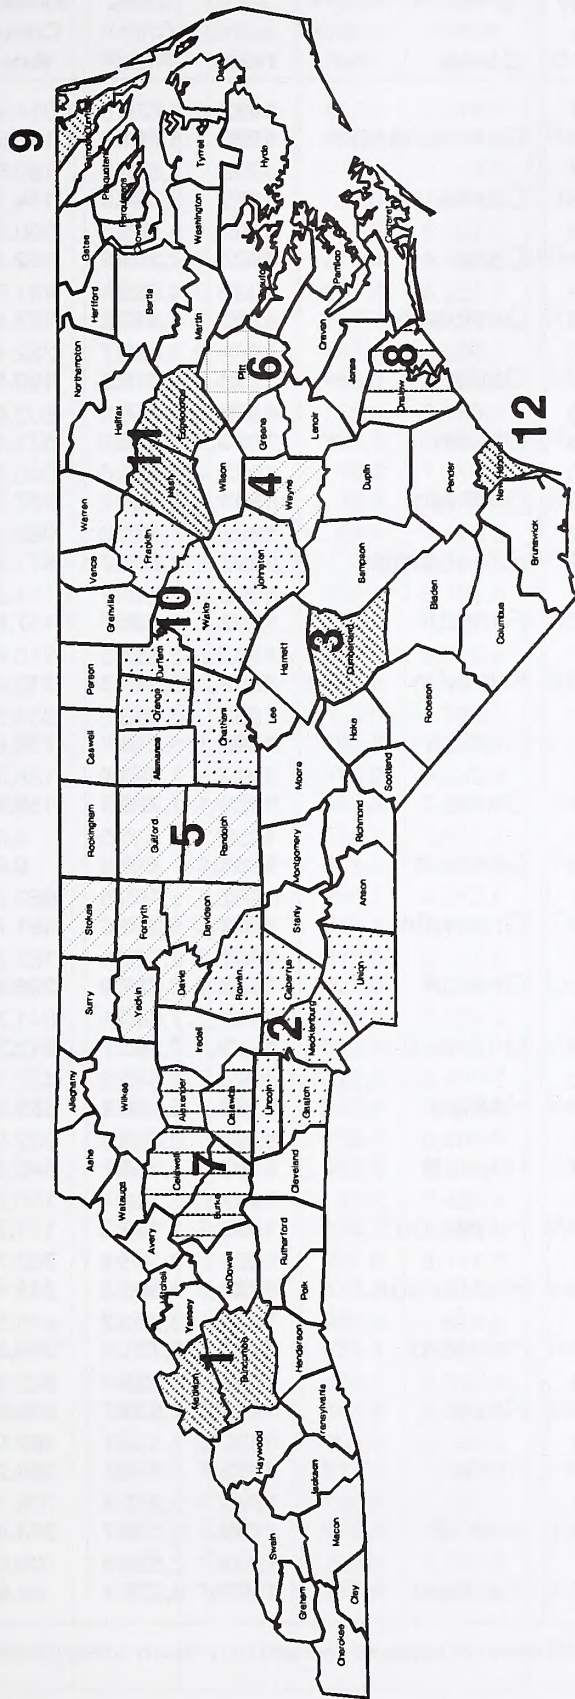 9
Currituck
Camden
Pasquotank
Perquimans
Chowan
Gates
Hertford
Northampton
Halifax
Bertie
Martin
Washington
Tyrrell
Dare
Hyde
Beaufort
Pamlico
Craven
Carteret
Jones
Onslow
8
Pitt
6
Greene
Lenoir
Edgecombe
11
Nash
Wilson
Wayne
4
Duplin
Pender
New Hanover
12
Brunswick
Columbus
Bladen
Sampson
Johnston
Franklin
Warren
Vance
Granville
10
Wake
Durham
Orange
Person
Caswell
Alamance
Chatham
Lee
Harnett
3
Cumberland
Hoke
Robeson
Scotland
Moore
Richmond
Montgomery
Rockingham
Guilford
5
Randolph
Stokes
Forsyth
Davidson
Stanly
Anson
Union
Cabarrus
Rowan
Davie
Yadkin
Surry
Iredell
2
Mecklenburg
Alleghany
Wilkes
Ashe
Alexander
Catawba
Lincoln
Gaston
Watauga
Caldwell
7
Burke
Cleveland
Avery
Mitchell
McDowell
Rutherford
Polk
Yancey
1
Madison
Buncombe
Henderson
Transylvania
Haywood
Jackson
Swain
Macon
Graham
Clay
Cherokee